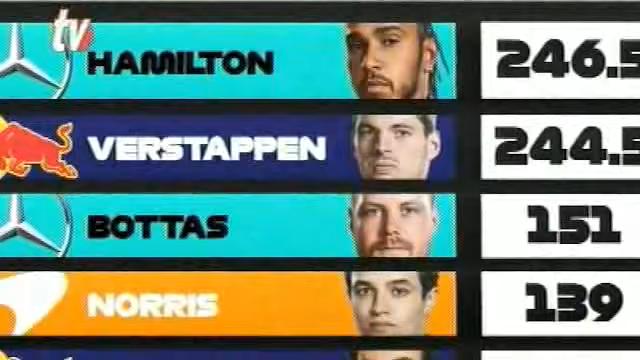 tv
HAMILTON 246.5
VERSTAPPEN 244.5
BOTTAS 151
NORRIS 139